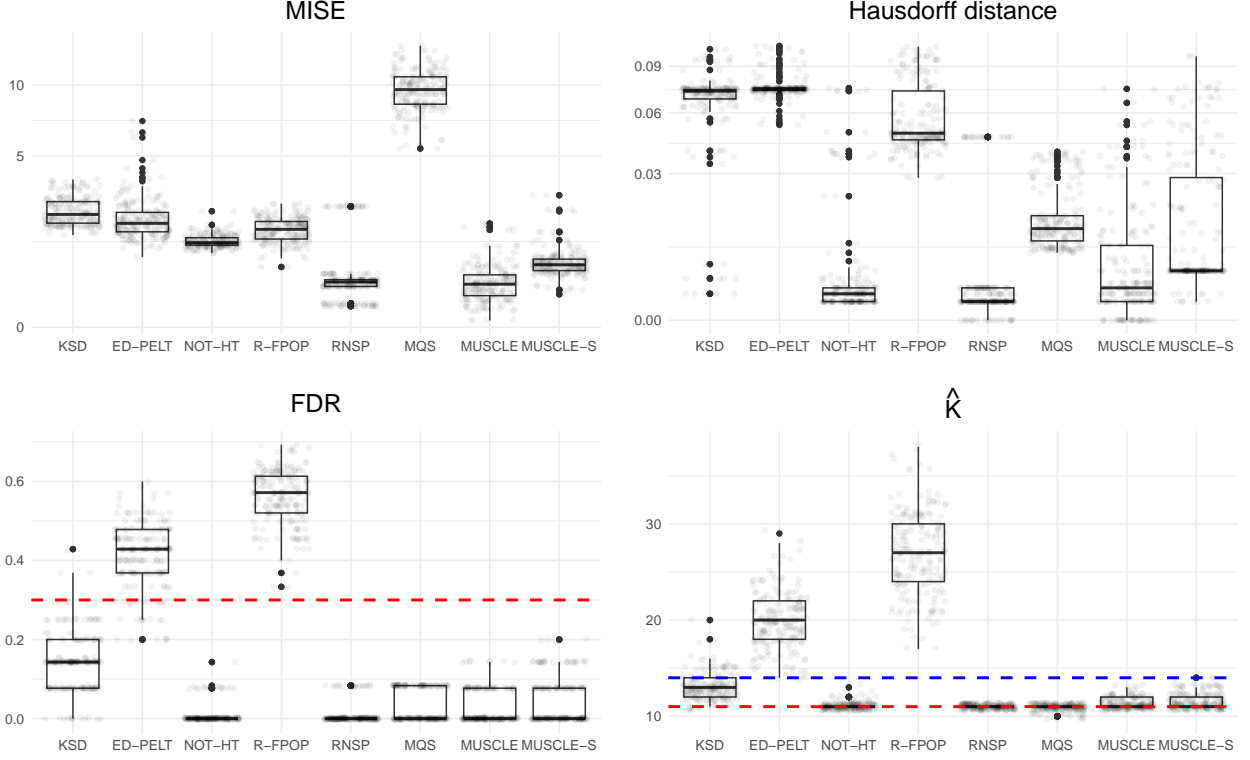 MISE
10
5
0
KSD ED−PELT NOT−HT R−FPOP RNSP MQS MUSCLE MUSCLE−S
Hausdorff distance
0.09
0.06
0.03
0.00
KSD ED−PELT NOT−HT R−FPOP RNSP MQS MUSCLE MUSCLE−S
FDR
0.6
0.4
0.2
0.0
KSD ED−PELT NOT−HT R−FPOP RNSP MQS MUSCLE MUSCLE−S
K̂
30
20
10
KSD ED−PELT NOT−HT R−FPOP RNSP MQS MUSCLE MUSCLE−S